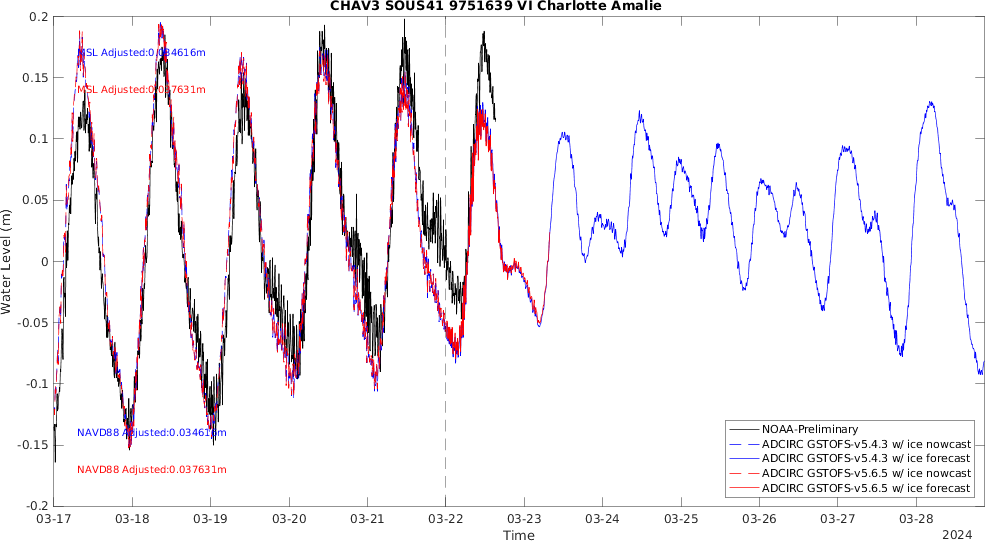 CHAV3 SOUS41 9751639 VI Charlotte Amalie
Water Level (m)
0.2
0.15
0.1
0.05
0
-0.05
-0.1
-0.15
-0.2
MSL Adjusted:0.034616m
MSL Adjusted:0.037631m
NAVD88 Adjusted:0.034616m
NAVD88 Adjusted:0.037631m
NOAA-Preliminary
ADCIRC GSTOFS-v5.4.3 w/ ice nowcast
ADCIRC GSTOFS-v5.4.3 w/ ice forecast
ADCIRC GSTOFS-v5.6.5 w/ ice nowcast
ADCIRC GSTOFS-v5.6.5 w/ ice forecast
03-17 03-18 03-19 03-20 03-21 03-22 03-23 03-24 03-25 03-26 03-27 03-28
Time
2024